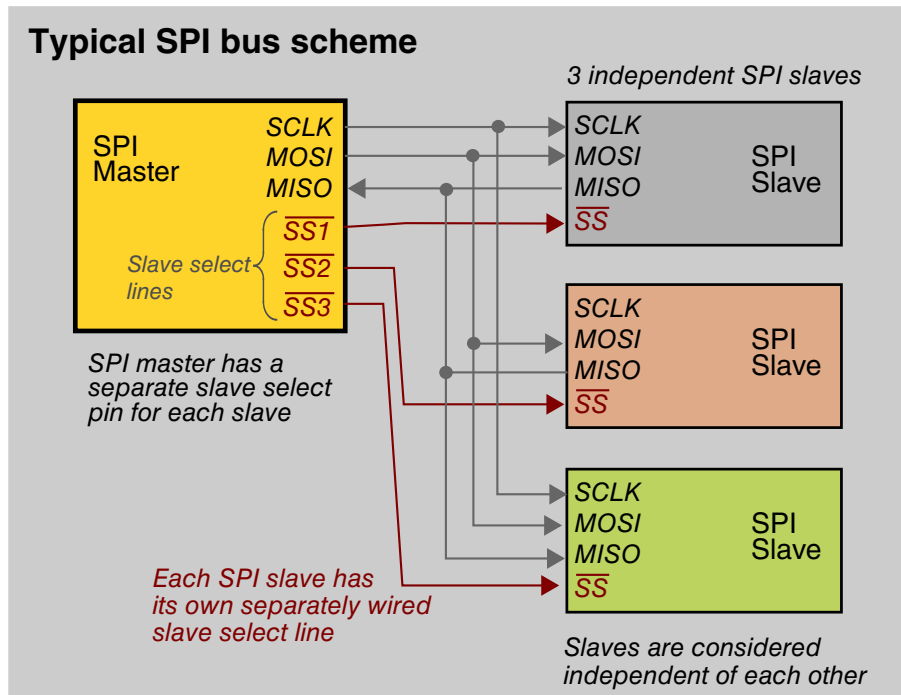 Typical SPI bus scheme
3 independent SPI slaves
SPI
Master
SCLK
MOSI
MISO
SS1
SS2
SS3
Slave select
lines
SPI master has a
separate slave select
pin for each slave
SCLK
MOSI
MISO
SS
SPI
Slave
SCLK
MOSI
MISO
SS
SPI
Slave
SCLK
MOSI
MISO
SS
SPI
Slave
Each SPI slave has
its own separately wired
slave select line
Slaves are considered
independent of each other